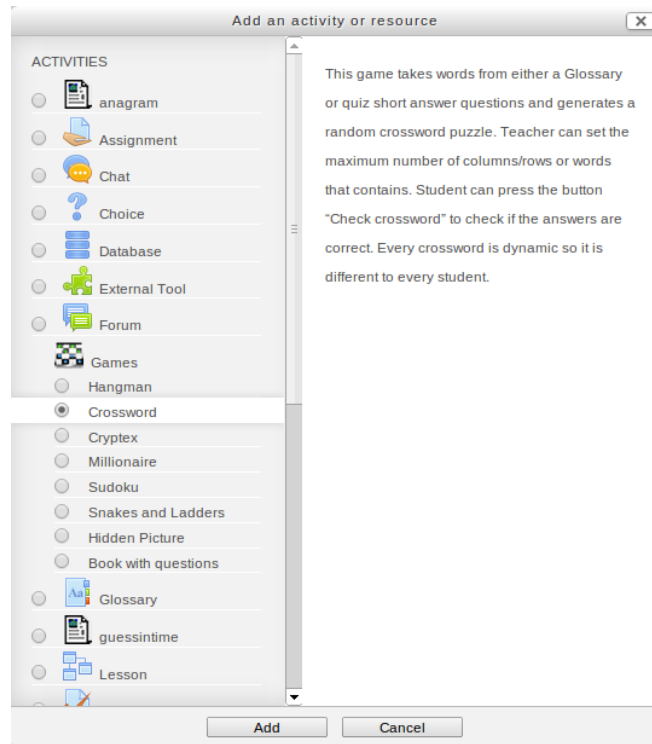 Add an activity or resource
ACTIVITIES
anagram
Assignment
Chat
Choice
Database
External Tool
Forum
Games
Hangman
Crossword
Cryptex
Millionaire
Sudoku
Snakes and Ladders
Hidden Picture
Book with questions
Aa
Glossary
guessintime
Lesson
This game takes words from either a Glossary
or quiz short answer questions and generates a
random crossword puzzle. Teacher can set the
maximum number of columns/rows or words
that contains. Student can press the button
“Check crossword” to check if the answers are
correct. Every crossword is dynamic so it is
different to every student.
Add
Cancel